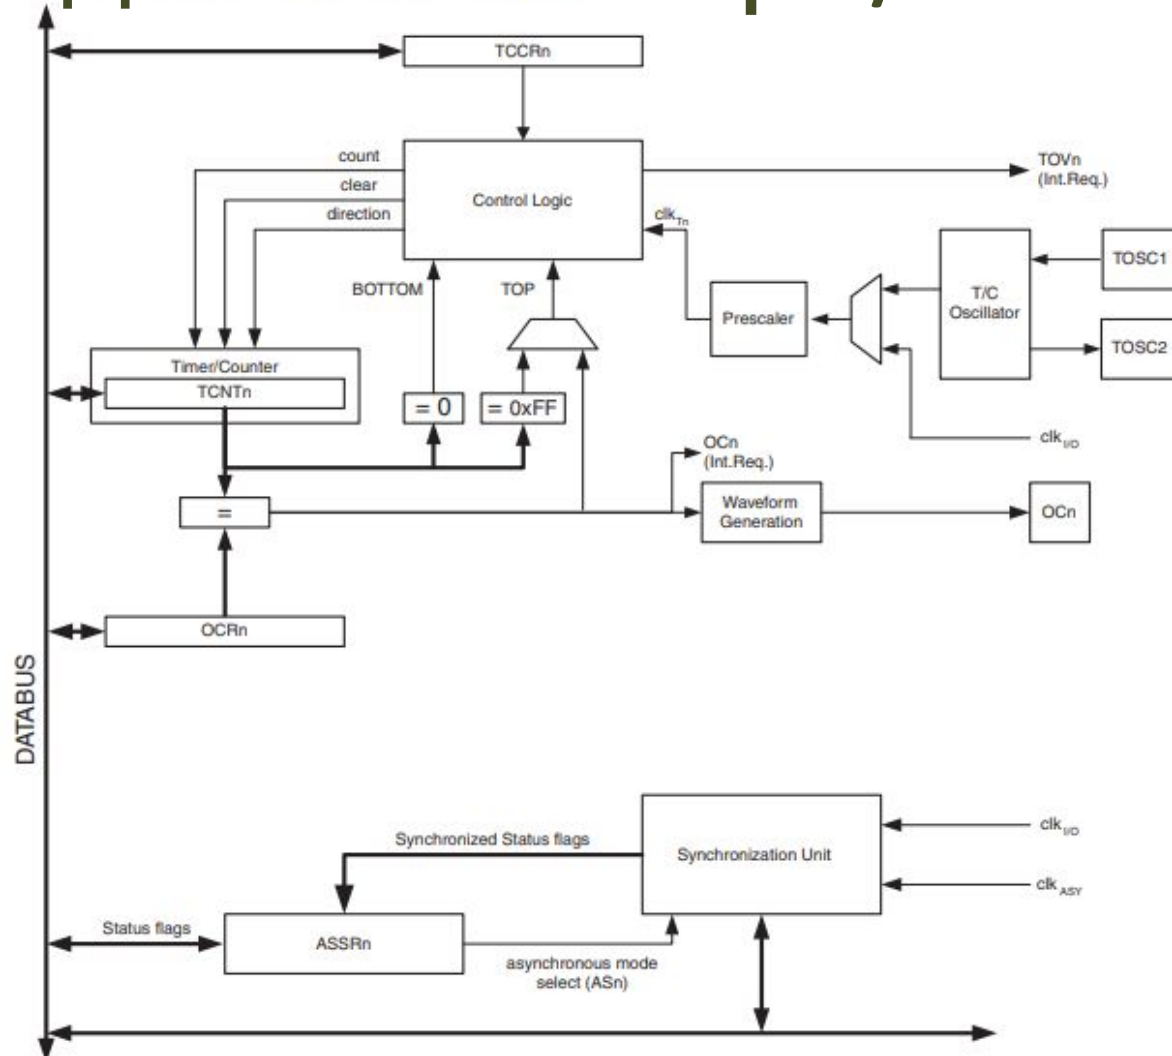 TCCRn
count
clear
direction
Control Logic
TOVn
(Int.Req.)
clkTn
BOTTOM
TOP
Prescaler
T/C
Oscillator
TOSC1
TOSC2
Timer/Counter
TCNTn
= 0
= 0xFF
clkI/O
OCn
(Int.Req.)
=
Waveform
Generation
OCn
OCRn
DATABUS
Synchronized Status flags
Synchronization Unit
clkI/O
clkASY
Status flags
ASSRn
asynchronous mode
select (ASn)